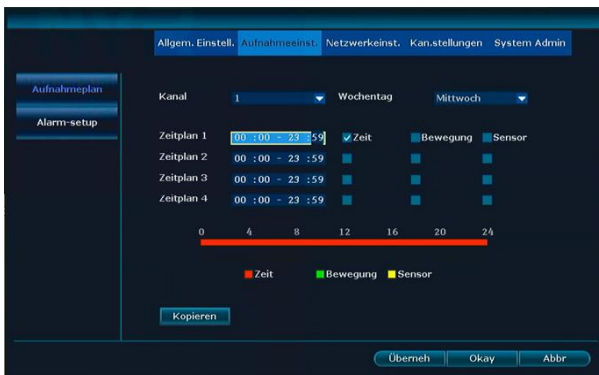 Allgem. Einstell. Aufnahmeeinst. Netzwerkeinst. Kan.stellungen System Admin
Aufnahmeplan
Alarm-setup
Kanal 1 Wochentag Mittwoch
Zeitplan 1 00 :00 - 23 :59 Zeit Bewegung Sensor
Zeitplan 2 00 :00 - 23 :59
Zeitplan 3 00 :00 - 23 :59
Zeitplan 4 00 :00 - 23 :59
0 4 8 12 16 20 24
Zeit Bewegung Sensor
Kopieren
Überneh Okay Abbr